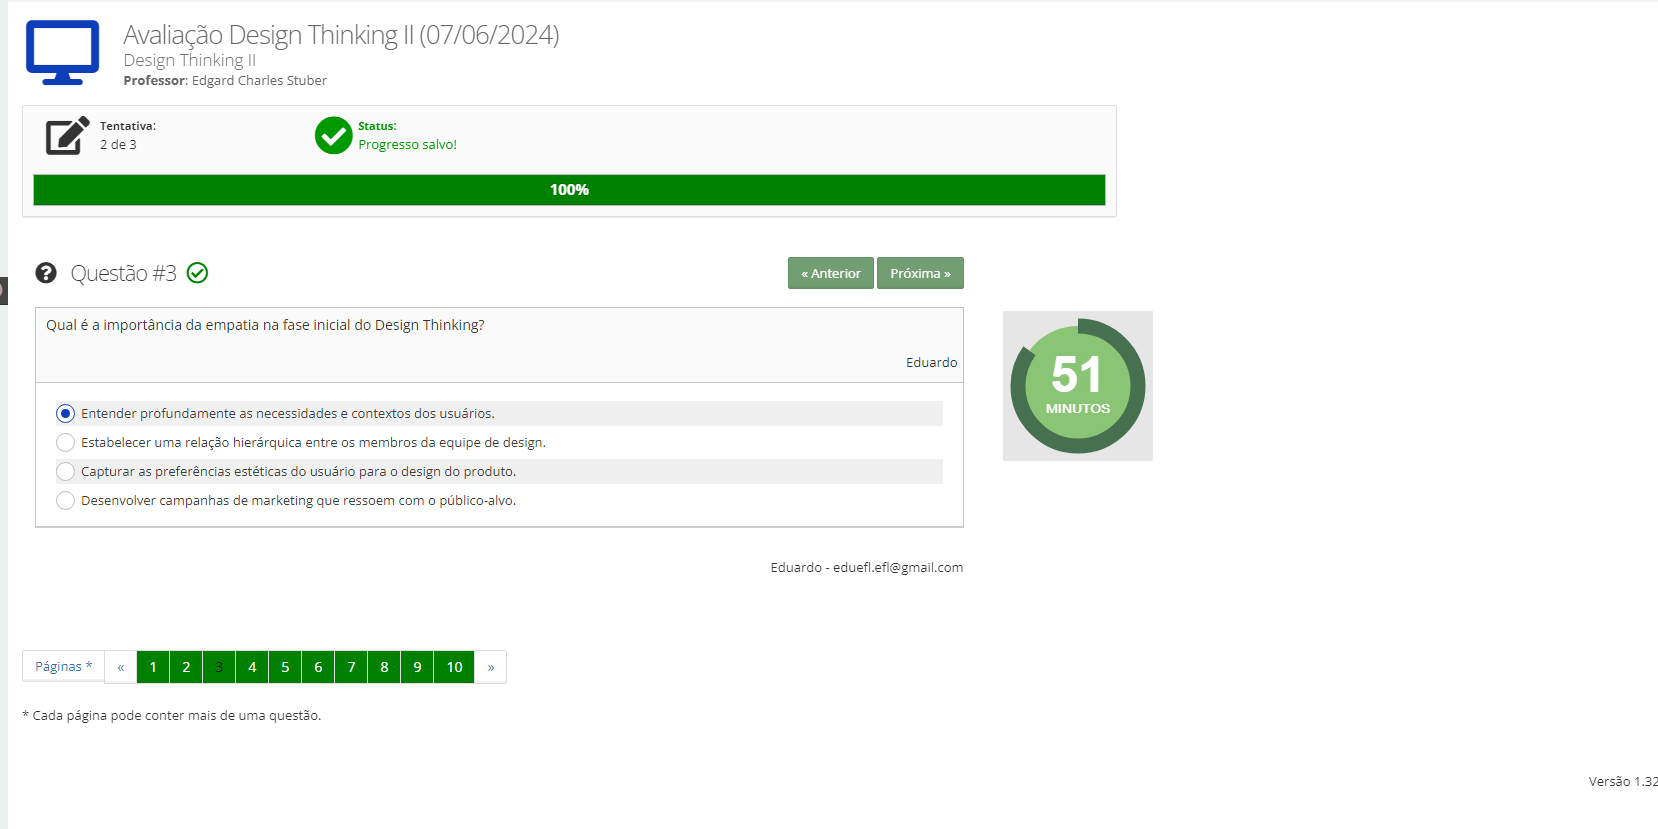 Avaliação Design Thinking II (07/06/2024)
Design Thinking II
Professor: Edgard Charles Stuber
Tentativa:
2 de 3
Status:
Progresso salvo!
100%
Questão #3
« Anterior
Próxima »
Qual é a importância da empatia na fase inicial do Design Thinking?
Eduardo
Entender profundamente as necessidades e contextos dos usuários.
Estabelecer uma relação hierárquica entre os membros da equipe de design.
Capturar as preferências estéticas do usuário para o design do produto.
Desenvolver campanhas de marketing que ressoem com o público-alvo.
51
MINUTOS
Eduardo - eduefl.efl@gmail.com
Páginas * « 1 2 3 4 5 6 7 8 9 10 »
* Cada página pode conter mais de uma questão.
Versão 1.32